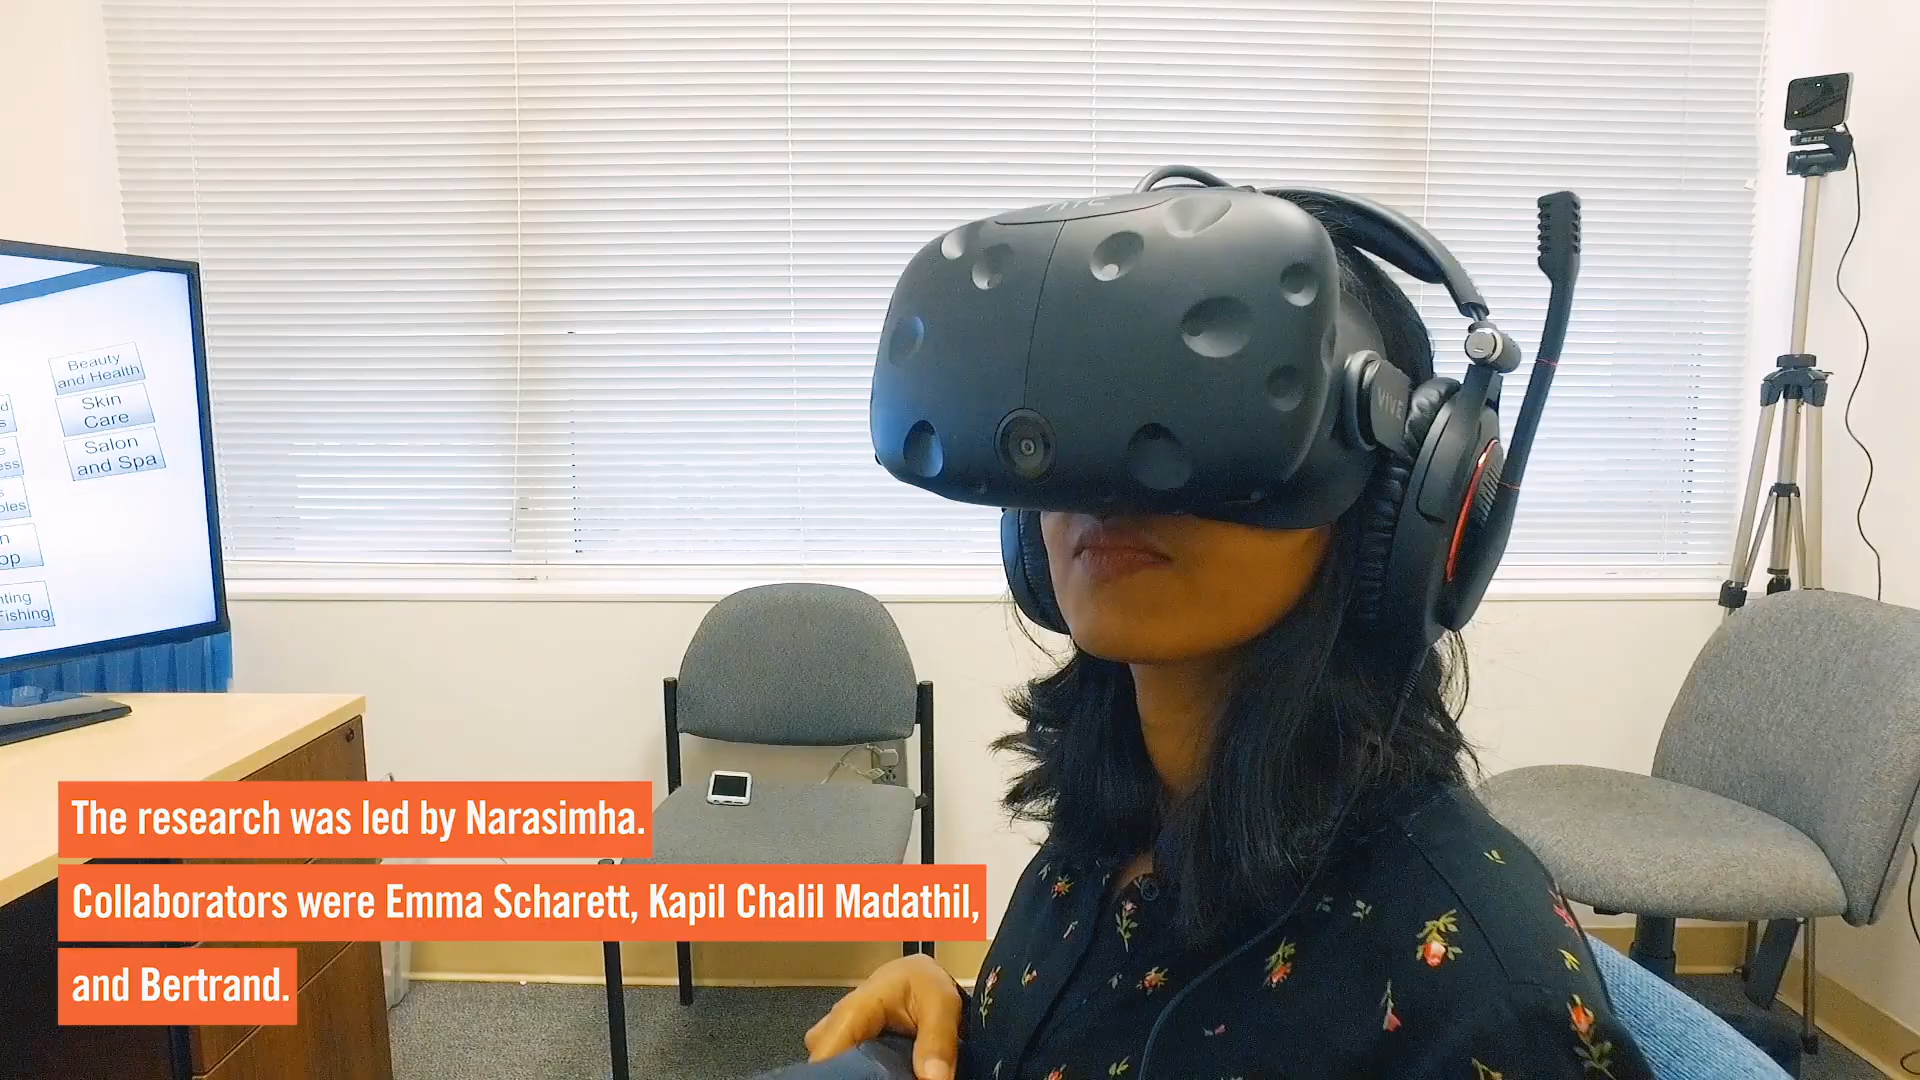 Beauty
and Health
Skin
Care
Salon
and Spa
Fishing
HTC
VIVE
The research was led by Narasimha.
Collaborators were Emma Scharett, Kapil Chalil Madathil,
and Bertrand.